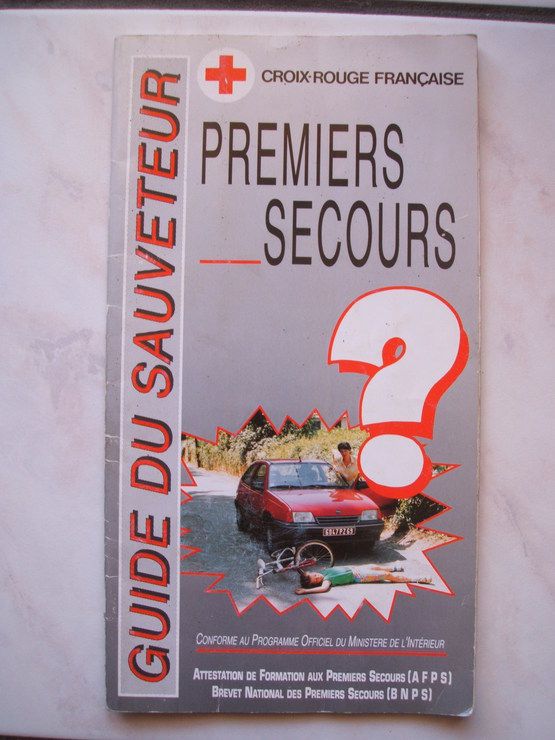 CROIX-ROUGE FRANÇAISE
PREMIERS
SECOURS
?
GUIDE DU SAUVETEUR
CONFORME AU PROGRAMME OFFICIEL DU MINISTERE DE L'INTÉRIEUR
ATTESTATION DE FORMATION AUX PREMIERS SECOURS (AFPS)
BREVET NATIONAL DES PREMIERS SECOURS (BNPS)